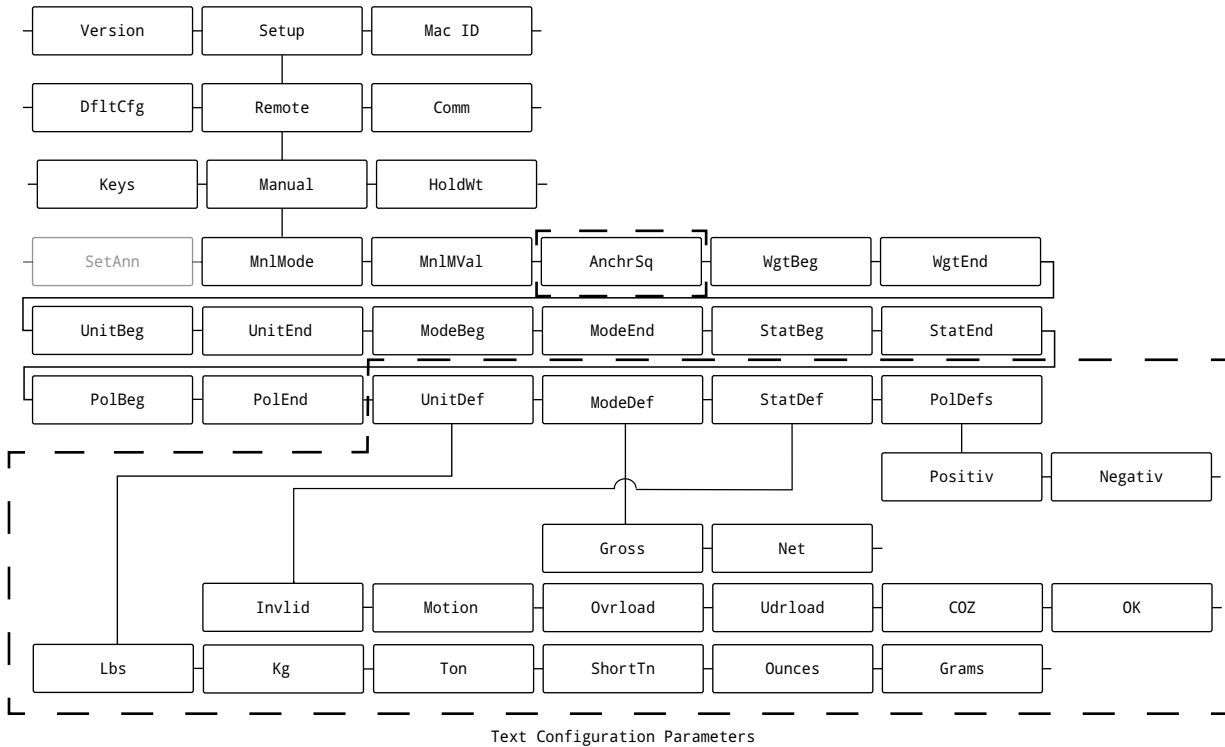 Version Setup Mac ID
DfltCfg Remote Comm
Keys Manual HoldWt
SetAnn MnlMode MnlMVal AnchrSq WgtBeg WgtEnd
UnitBeg UnitEnd ModeBeg ModeEnd StatBeg StatEnd
PolBeg PolEnd UnitDef ModeDef StatDef PolDefs
Positiv Negativ
Gross Net
Invlid Motion Ovrload Udrload COZ OK
Lbs Kg Ton ShortTn Ounces Grams
Text Configuration Parameters